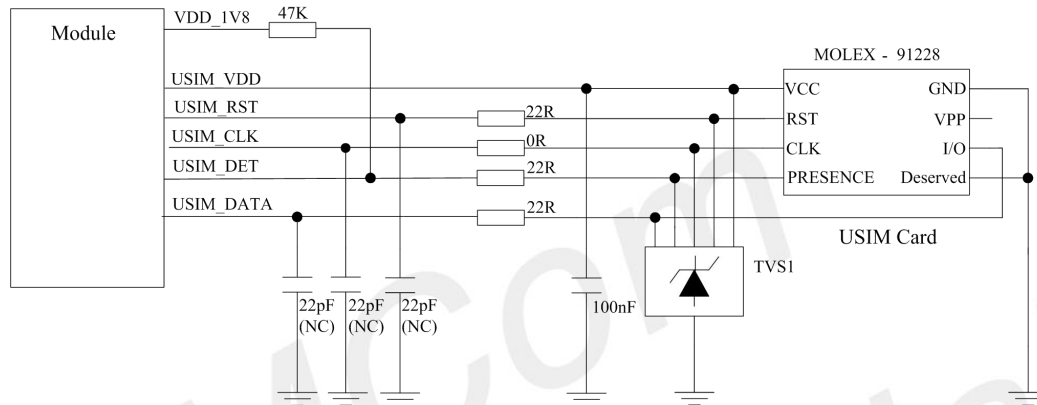 VDD_1V8
47K
Module
MOLEX - 91228
USIM_VDD
VCC
GND
USIM_RST
22R
RST
VPP
USIM_CLK
0R
CLK
I/O
USIM_DET
22R
PRESENCE
Deserved
USIM_DATA
22R
USIM Card
TVS1
22pF
(NC)
22pF
(NC)
22pF
(NC)
100nF